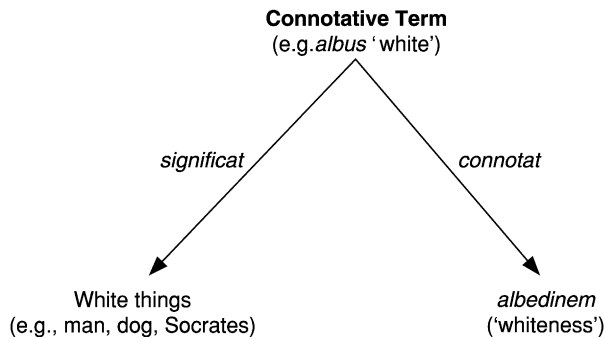 Connotative Term
(e.g.albus ‘white’)
significat
connotat
White things
(e.g., man, dog, Socrates)
albedinem
(‘whiteness’)